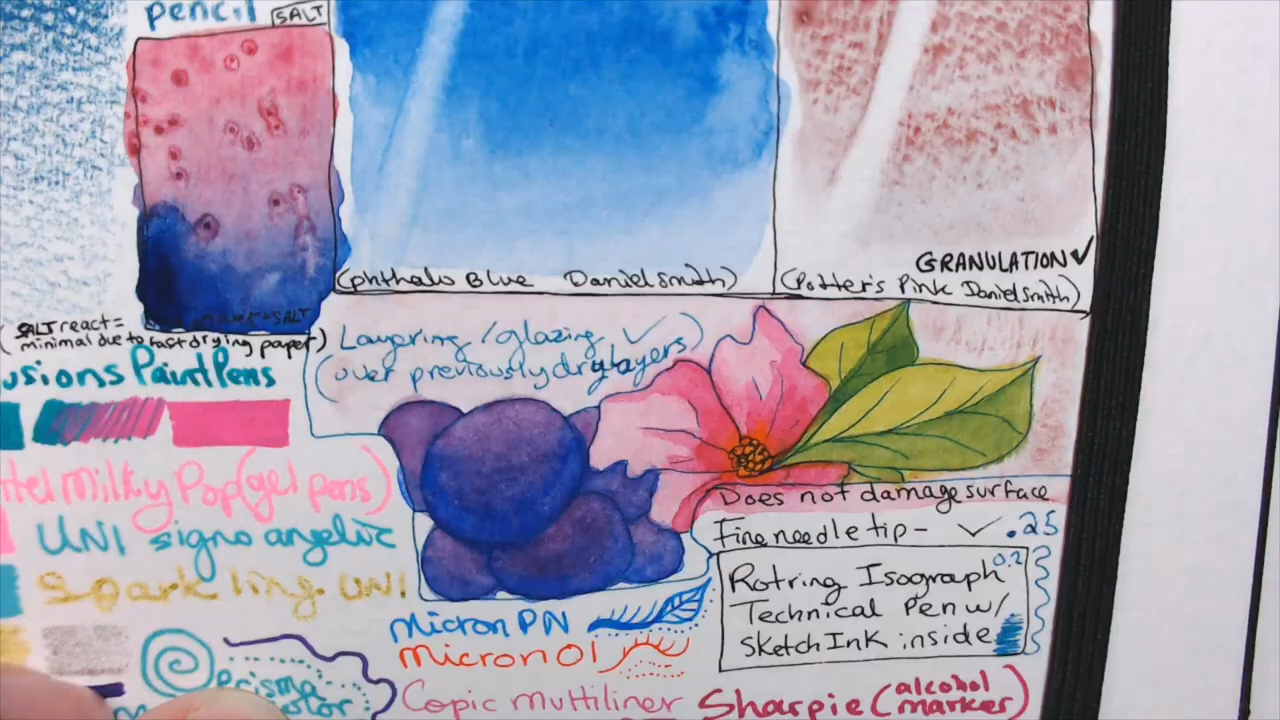 pencil
SALT
(phthalo Blue Daniel Smith)
GRANULATION ✓
(Potter's Pink Daniel Smith)
SALT
(SALT react =
minimal due to fast drying paper)
Layering / glazing ✓
(over previously dry layers)
usions Paint Pens
Milky Pop (gel pens)
UNI signo angelic
Sparkling UNI
Does not damage surface
Fine needle tip - ✓ .25
Rotring Isograph 0.2
Technical Pen w/
Sketch Ink inside
Micron PN
Micron 01
Prisma
color
Copic multiliner
Sharpie (alcohol
marker)